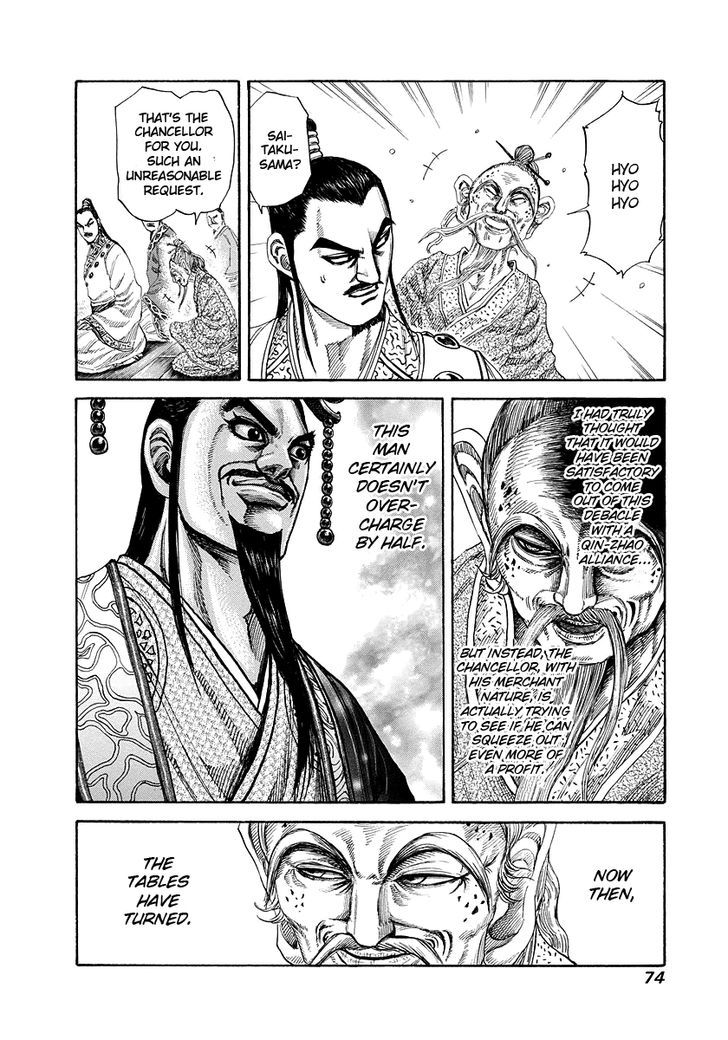 HYO
HYO
HYO
SAI-
TAKU-
SAMA?
THAT'S THE
CHANCELLOR
FOR YOU.
SUCH AN
UNREASONABLE
REQUEST.
I HAD TRULY
THOUGHT
THAT IT WOULD
HAVE BEEN
SATISFACTORY
TO COME
OUT OF THIS
DEBACLE
WITH A
QIN-ZHAO
ALLIANCE...
BUT INSTEAD, THE
CHANCELLOR, WITH
HIS MERCHANT
NATURE, IS
ACTUALLY TRYING
TO SEE IF HE CAN
SQUEEZE OUT
EVEN MORE OF
A PROFIT.
THIS
MAN
CERTAINLY
DOESN'T
OVER-
CHARGE
BY HALF.
NOW
THEN,
THE
TABLES
HAVE
TURNED.
74